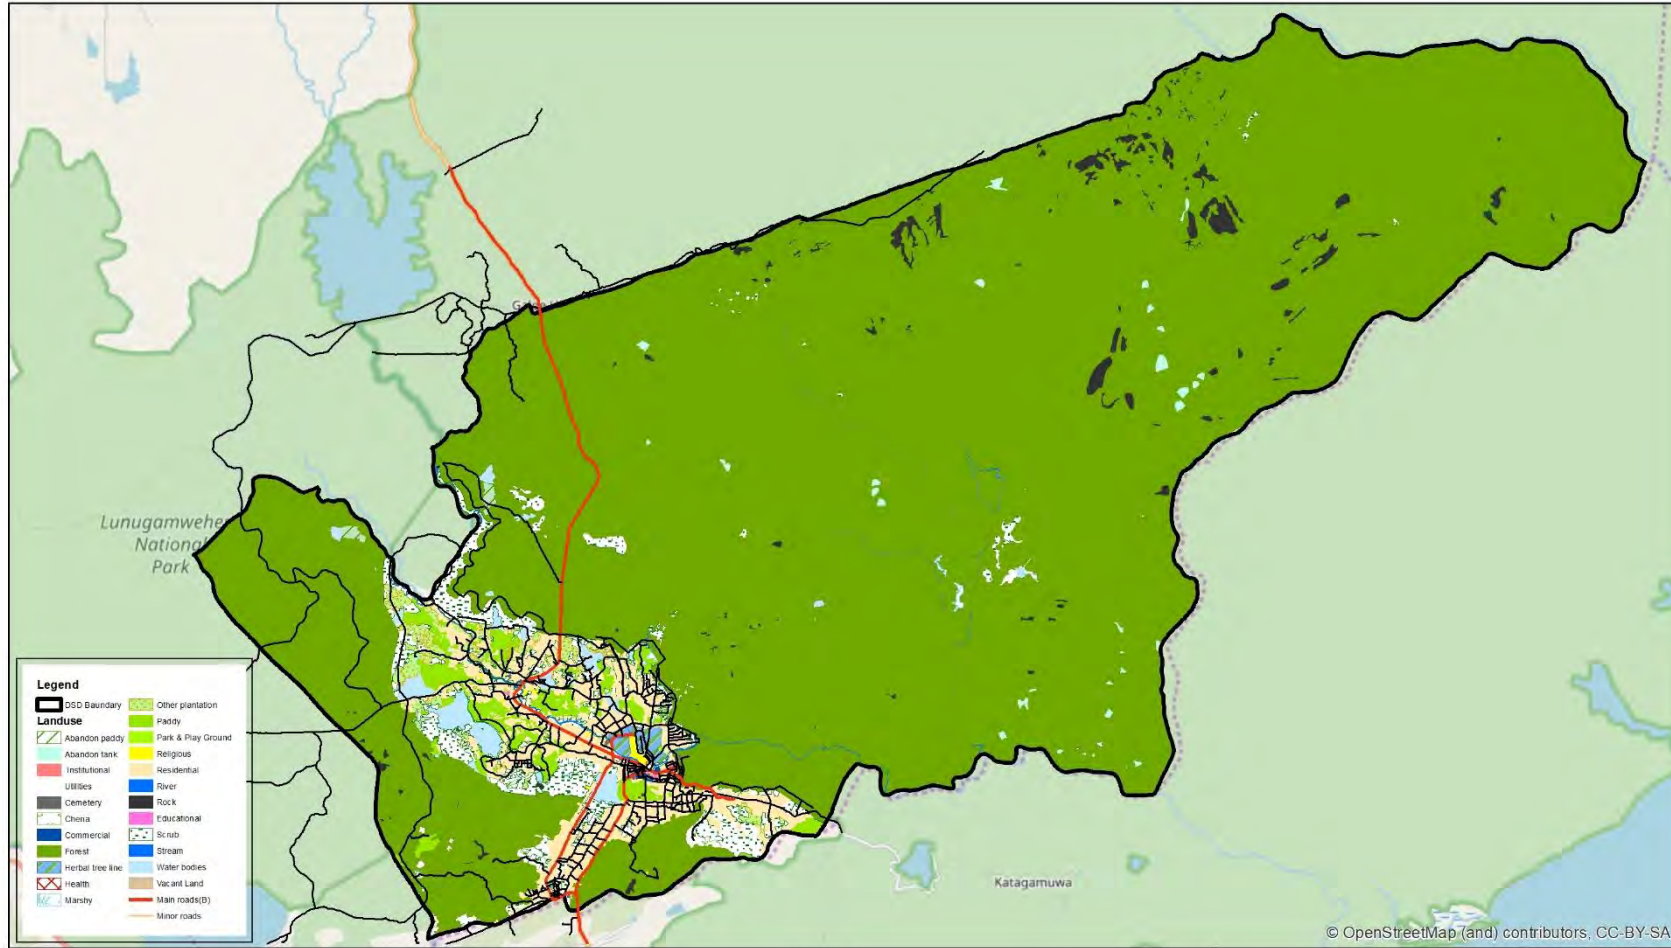 Lunugamweher
National
Park
Legend
DSD Baundary
Landuse
Abandon paddy
Abandon tank
Institutional
Utilities
Cemetery
Chena
Commercial
Forest
Herbal tree line
Health
Marshy
Other plantation
Paddy
Park & Play Ground
Religious
Residential
River
Rock
Educational
Scrub
Stream
Water bodies
Vacant Land
Main roads(B)
Minor roads
Katagamuwa
© OpenStreetMap (and) contributors, CC-BY-SA